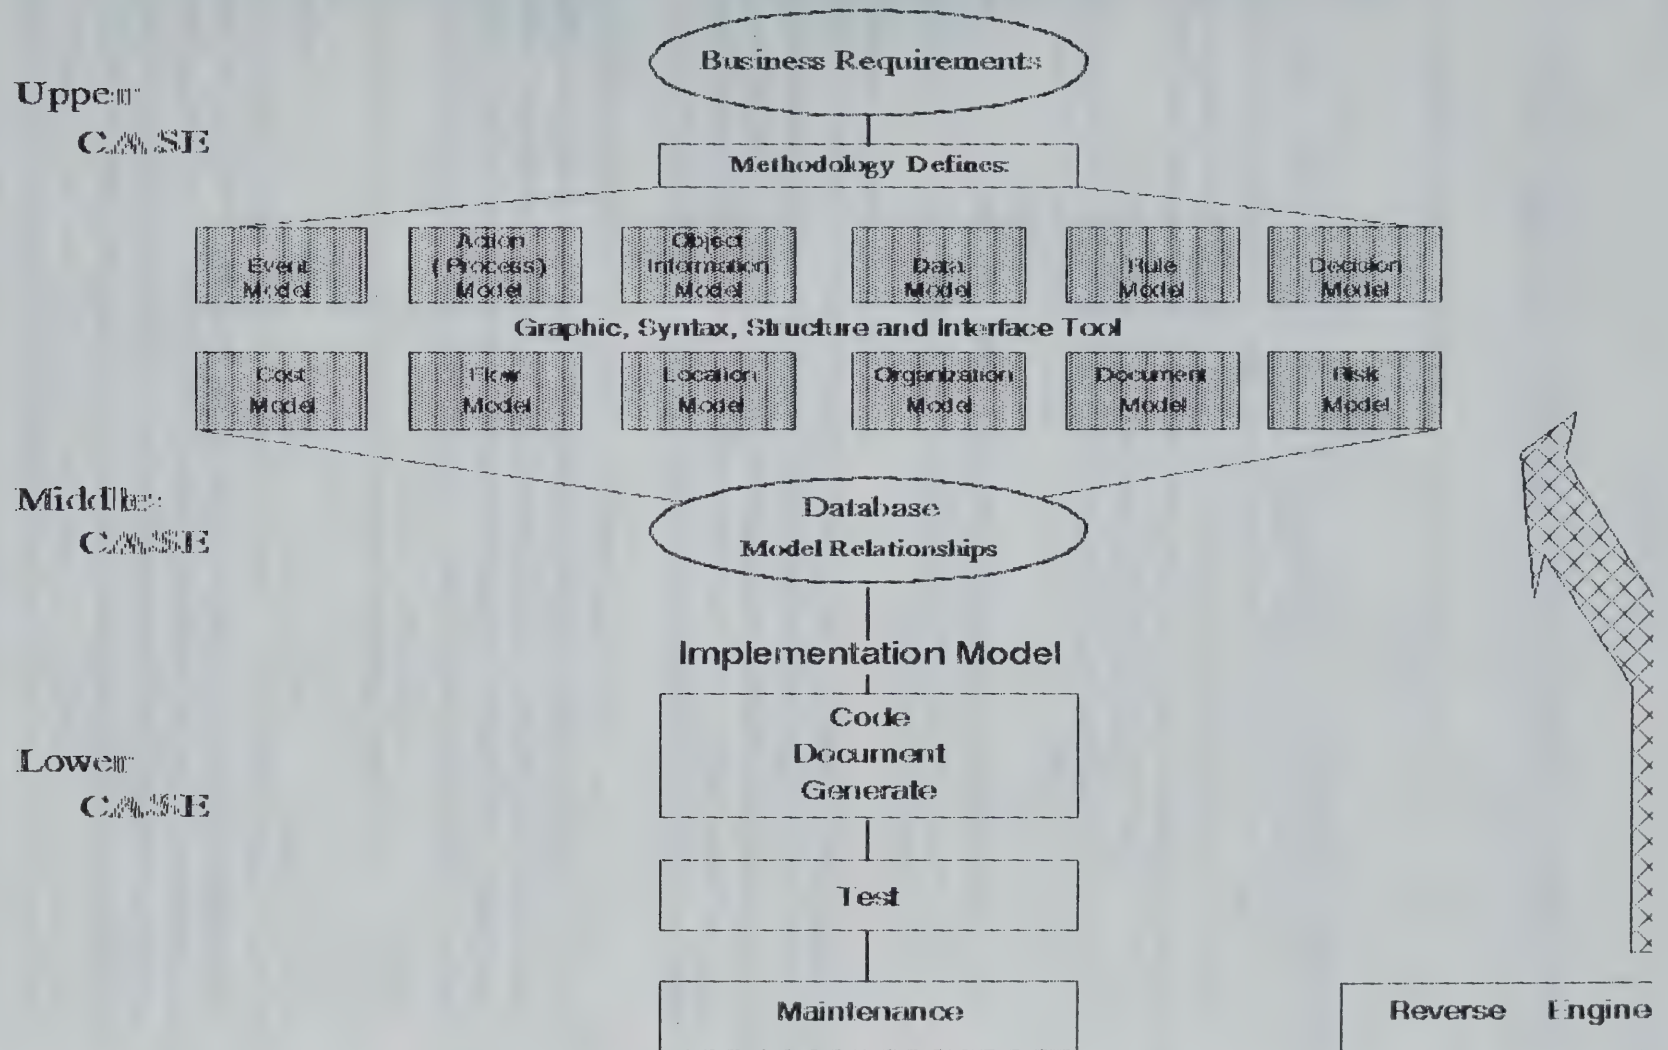 Business Requirements
Upper
CASE
Methodology Defines:
Event
Model
Action
(Process)
Model
Object
Information
Model
Data
Model
Rule
Model
Decision
Model
Graphic, Syntax, Structure and Interface Tool
Cost
Model
Flow
Model
Location
Model
Organization
Model
Document
Model
Risk
Model
Middle
CASE
Database
Model Relationships
Implementation Model
Lower
CASE
Code
Document
Generate
Test
Maintenance
Reverse Engine